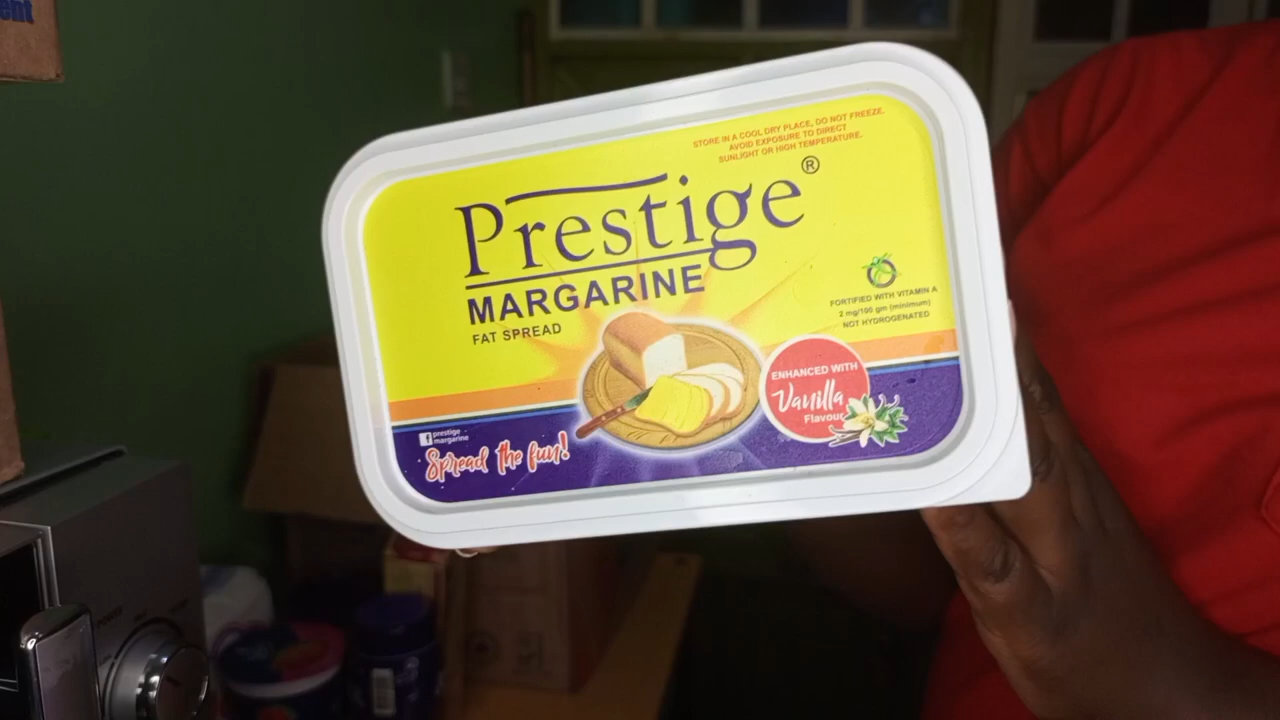 ent
STORE IN A COOL DRY PLACE, DO NOT FREEZE.
AVOID EXPOSURE TO DIRECT
SUNLIGHT OR HIGH TEMPERATURE.
Prestige®
MARGARINE
FAT SPREAD
FORTIFIED WITH VITAMIN A
2 mg/100 gm (minimum)
NOT HYDROGENATED
ENHANCED WITH
Vanilla
Flavour
f prestige
margarine
Spread the fun!